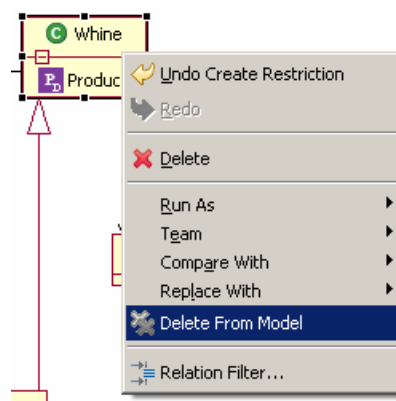 C Whine
PD Produc
Undo Create Restriction
Redo
Delete
Run As
Team
Compare With
Replace With
Delete From Model
Relation Filter...